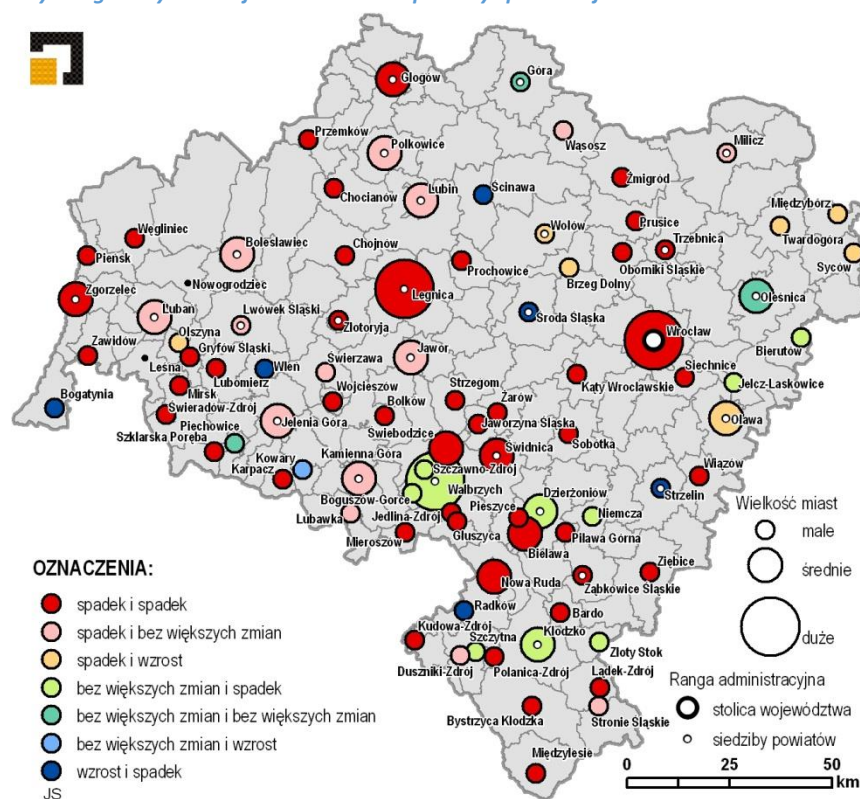 Głogów
Góra
Przemków
Polkowice
Wąsosz
Milicz
Lubin
Ścinawa
Żmigród
Chocianów
Międzybórz
Węgliniec
Prusice
Wołów
Twardogóra
Bolesławiec
Chojnów
Trzebnica
Pieńsk
Prochowice
Oborniki Śląskie
Syców
Brzeg Dolny
Nowogrodziec
Zgorzelec
Legnica
Oleśnica
Lubań
Lwówek Śląski
Złotoryja
Środa Śląska
Wrocław
Olszyna
Zawidów
Gryfów Śląski
Bierutów
Leśna
Lubomierz
Wleń
Świerzawa
Jawor
Siechnice
Mirsk
Kąty Wrocławskie
Jelcz-Laskowice
Bogatynia
Wojcieszów
Strzegom
Żarów
Świeradów-Zdrój
Bolków
Jaworzyna Śląska
Oława
Piechowice
Jelenia Góra
Świebodzice
Sobótka
Szklarska Poręba
Kamienna Góra
Świdnica
Kowary
Szczawno-Zdrój
Wiązów
Karpacz
Wałbrzych
Boguszów-Gorce
Dzierżoniów
Strzelin
Pieszyce
Niemcza
Lubawka
Jedlina-Zdrój
Głuszyca
Piława Górna
Mieroszów
Bielawa
Ziębice
Nowa Ruda
Ząbkowice Śląskie
Radków
Bardo
Kudowa-Zdrój
Szczytna
Kłodzko
Złoty Stok
Duszniki-Zdrój
Polanica-Zdrój
Lądek-Zdrój
Bystrzyca Kłodzka
Stronie Śląskie
Międzylesie
Wielkość miast
małe
średnie
duże
Ranga administracyjna
stolica województwa
siedziby powiatów
0 25 50
km
OZNACZENIA:
spadek i spadek
spadek i bez większych zmian
spadek i wzrost
bez większych zmian i spadek
bez większych zmian i bez większych zmian
bez większych zmian i wzrost
wzrost i spadek
JS